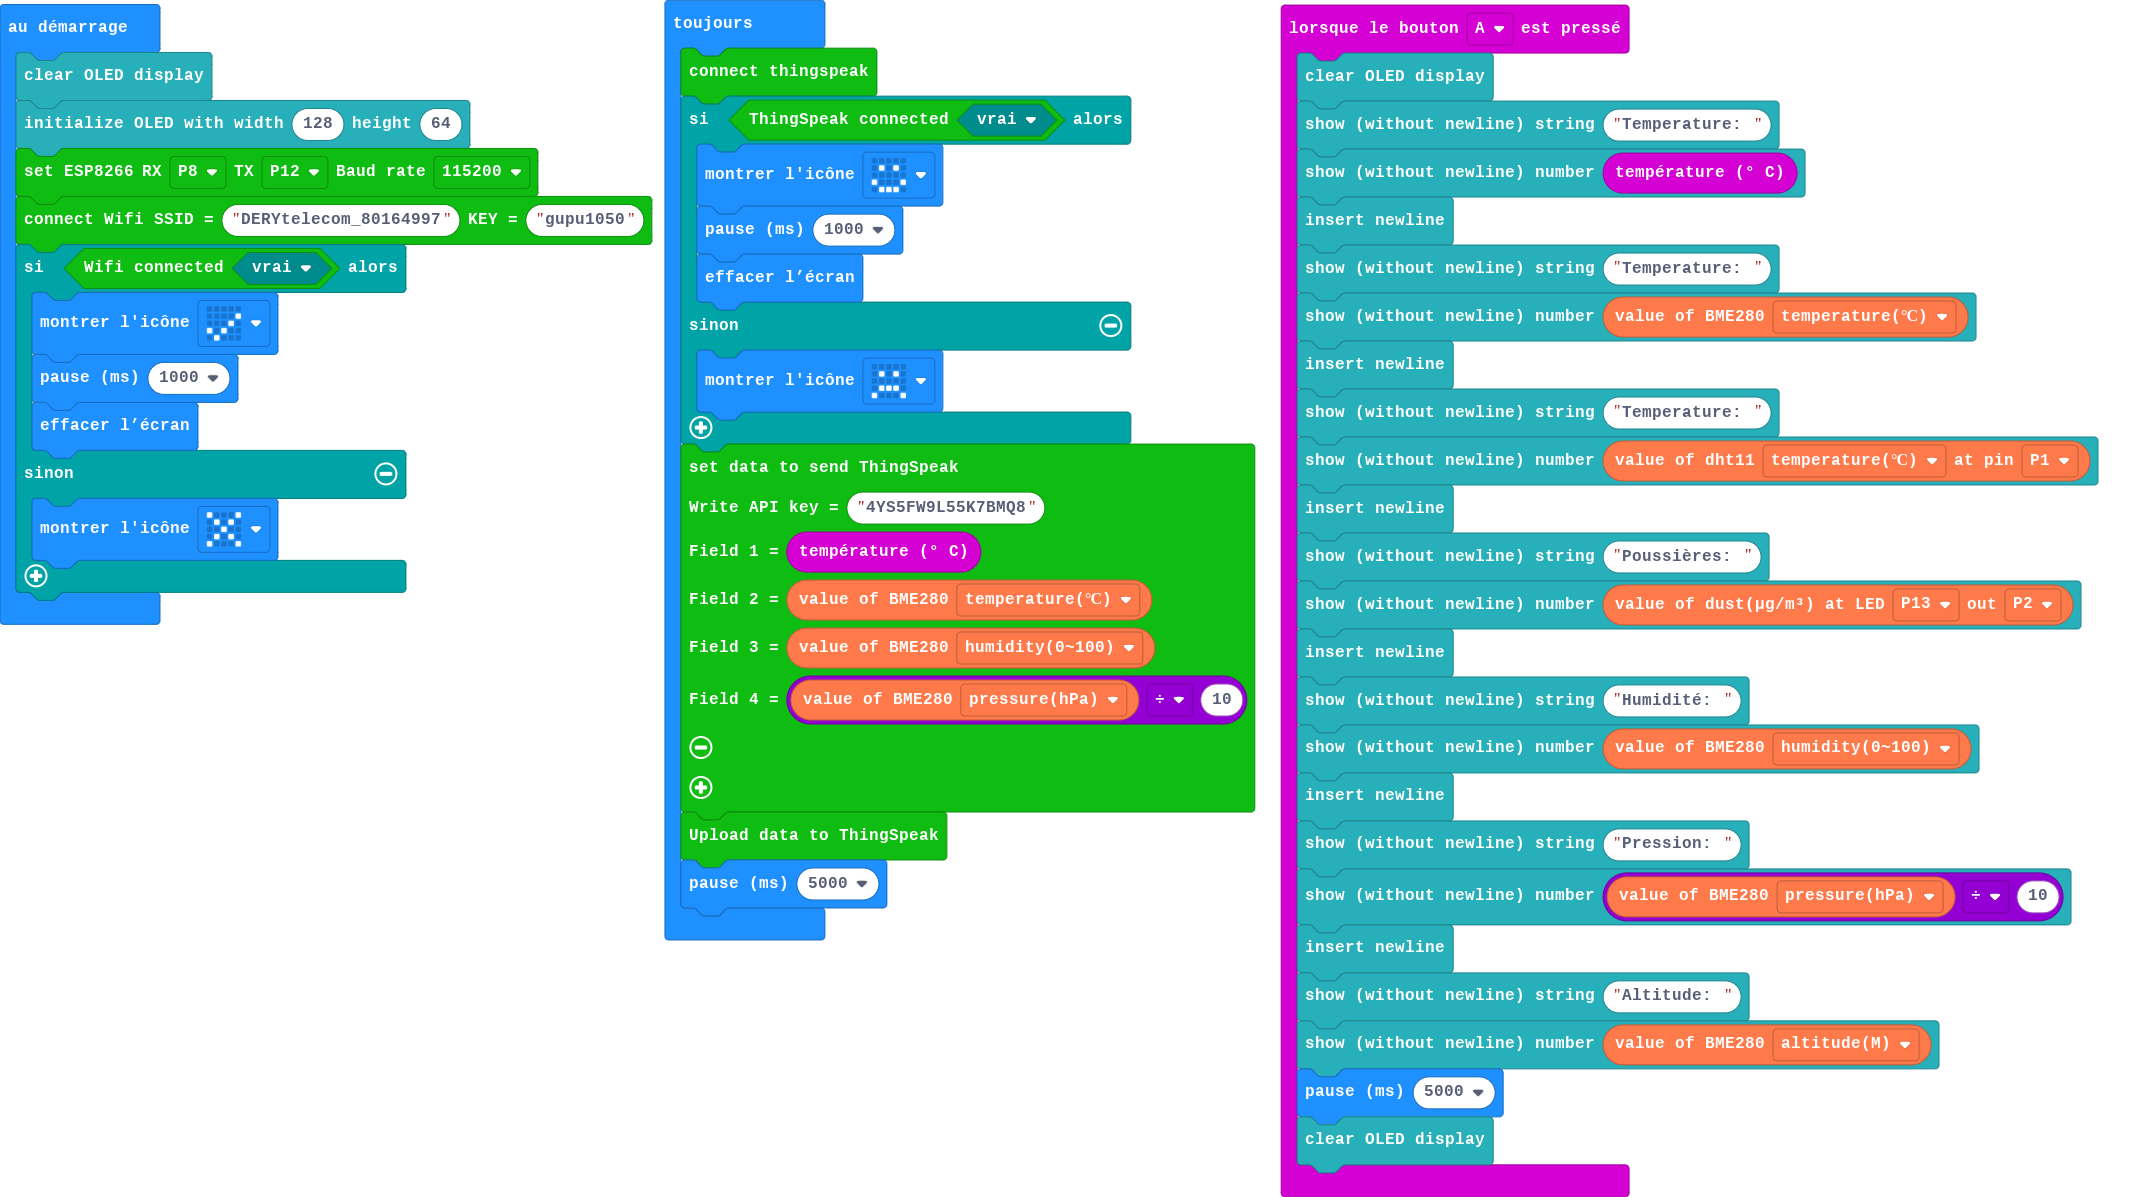 au démarrage
clear OLED display
initialize OLED with width 128 height 64
set ESP8266 RX P8 TX P12 Baud rate 115200
connect Wifi SSID = "DERYtelecom_80164997" KEY = "gupu1050"
si Wifi connected vrai alors
montrer l'icône
pause (ms) 1000
effacer l’écran
sinon
montrer l'icône
toujours
connect thingspeak
si ThingSpeak connected vrai alors
montrer l'icône
pause (ms) 1000
effacer l’écran
sinon
montrer l'icône
set data to send ThingSpeak
Write API key = "4YS5FW9L55K7BMQ8"
Field 1 = température (° C)
Field 2 = value of BME280 temperature(℃)
Field 3 = value of BME280 humidity(0~100)
Field 4 = value of BME280 pressure(hPa) ÷ 10
Upload data to ThingSpeak
pause (ms) 5000
lorsque le bouton A est pressé
clear OLED display
show (without newline) string "Temperature: "
show (without newline) number température (° C)
insert newline
show (without newline) string "Temperature: "
show (without newline) number value of BME280 temperature(℃)
insert newline
show (without newline) string "Temperature: "
show (without newline) number value of dht11 temperature(℃) at pin P1
insert newline
show (without newline) string "Poussières: "
show (without newline) number value of dust(μg/m³) at LED P13 out P2
insert newline
show (without newline) string "Humidité: "
show (without newline) number value of BME280 humidity(0~100)
insert newline
show (without newline) string "Pression: "
show (without newline) number value of BME280 pressure(hPa) ÷ 10
insert newline
show (without newline) string "Altitude: "
show (without newline) number value of BME280 altitude(M)
pause (ms) 5000
clear OLED display